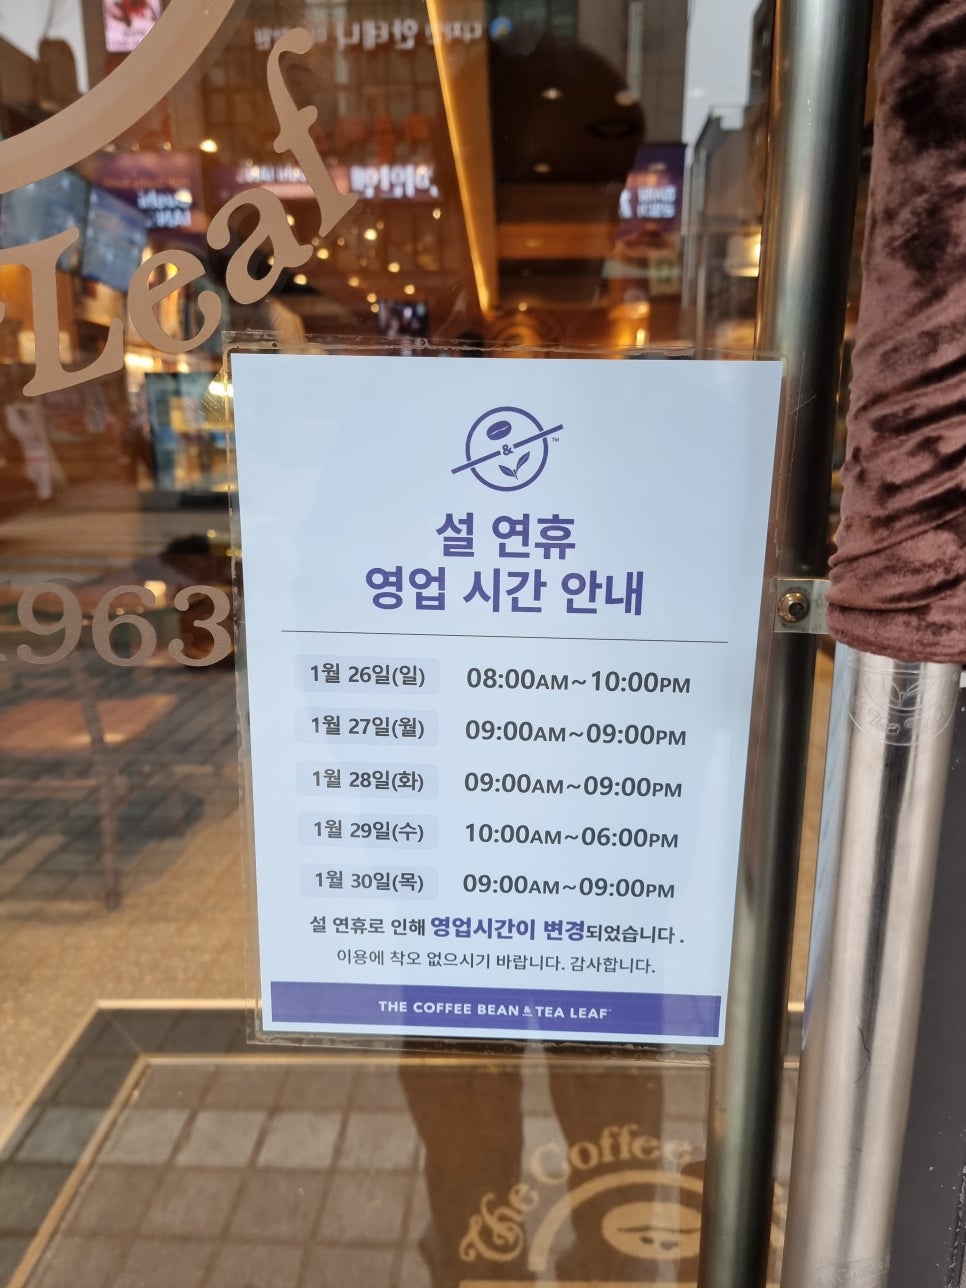 Leaf
1963
&
TM
설 연휴
영업 시간 안내
1월 26일(일) 08:00AM~10:00PM
1월 27일(월) 09:00AM~09:00PM
1월 28일(화) 09:00AM~09:00PM
1월 29일(수) 10:00AM~06:00PM
1월 30일(목) 09:00AM~09:00PM
설 연휴로 인해 영업시간이 변경되었습니다.
이용에 착오 없으시기 바랍니다. 감사합니다.
THE COFFEE BEAN & TEA LEAF
The Coffee